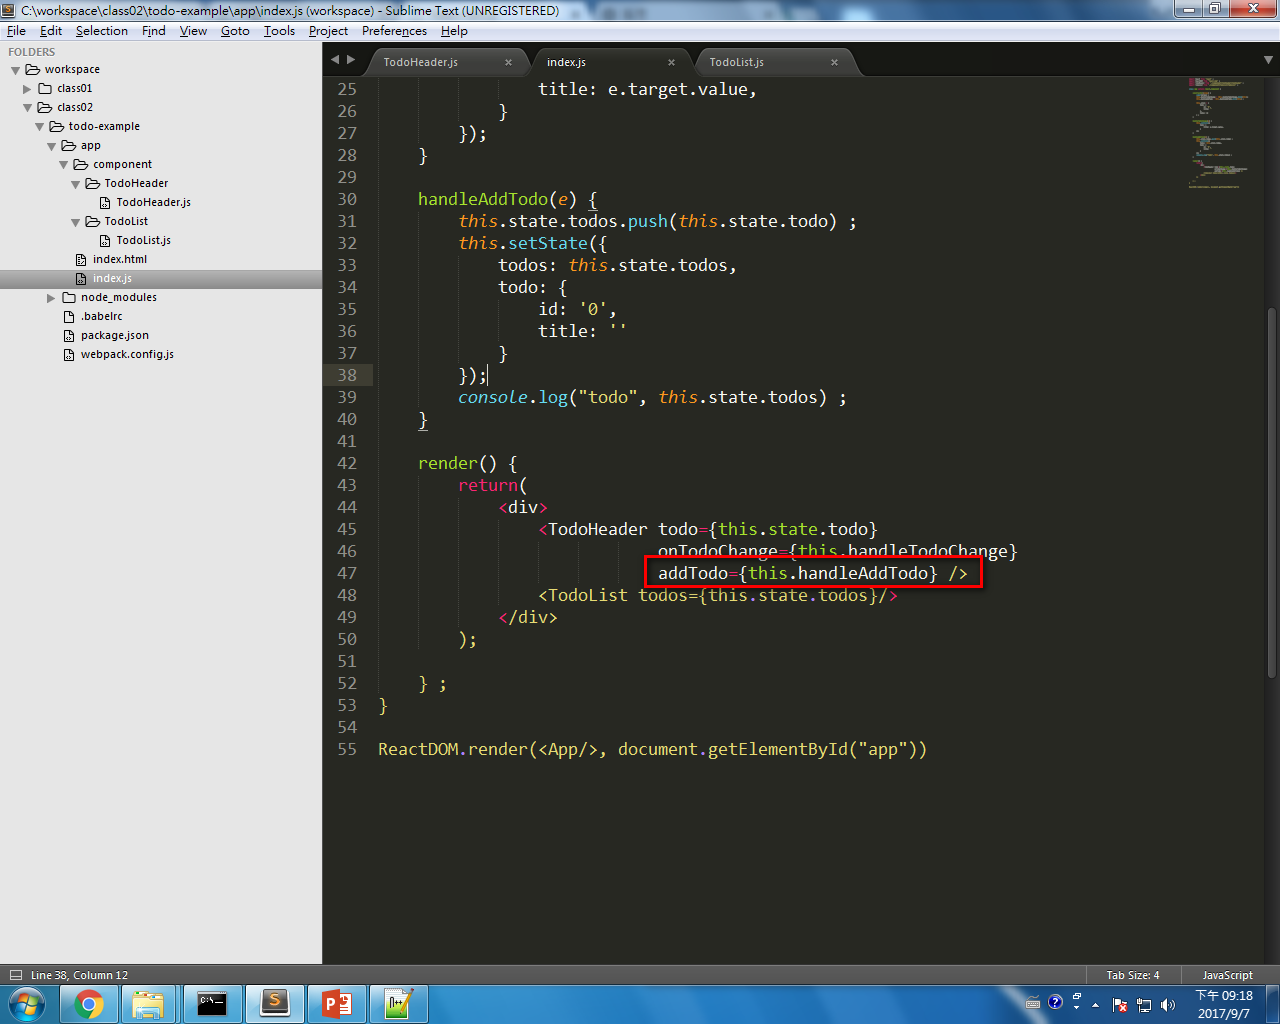 C:\workspace\class02\todo-example\app\index.js (workspace) - Sublime Text (UNREGISTERED)
File Edit Selection Find View Goto Tools Project Preferences Help
FOLDERS
workspace
class01
class02
todo-example
app
component
TodoHeader
TodoHeader.js
TodoList
TodoList.js
index.html
index.js
node_modules
.babelrc
package.json
webpack.config.js
TodoHeader.js × index.js × TodoList.js ×
25 title: e.target.value,
26 }
27 });
28 }
29
30 handleAddTodo(e) {
31 this.state.todos.push(this.state.todo) ;
32 this.setState({
33 todos: this.state.todos,
34 todo: {
35 id: '0',
36 title: ''
37 }
38 });
39 console.log("todo", this.state.todos) ;
40 }
41
42 render() {
43 return(
44 <div>
45 <TodoHeader todo={this.state.todo}
46 onTodoChange={this.handleTodoChange}
47 addTodo={this.handleAddTodo} />
48 <TodoList todos={this.state.todos}/>
49 </div>
50 );
51
52 } ;
53 }
54
55 ReactDOM.render(<App/>, document.getElementById("app"))
Line 38, Column 12 Tab Size: 4 JavaScript
下午 09:18
2017/9/7